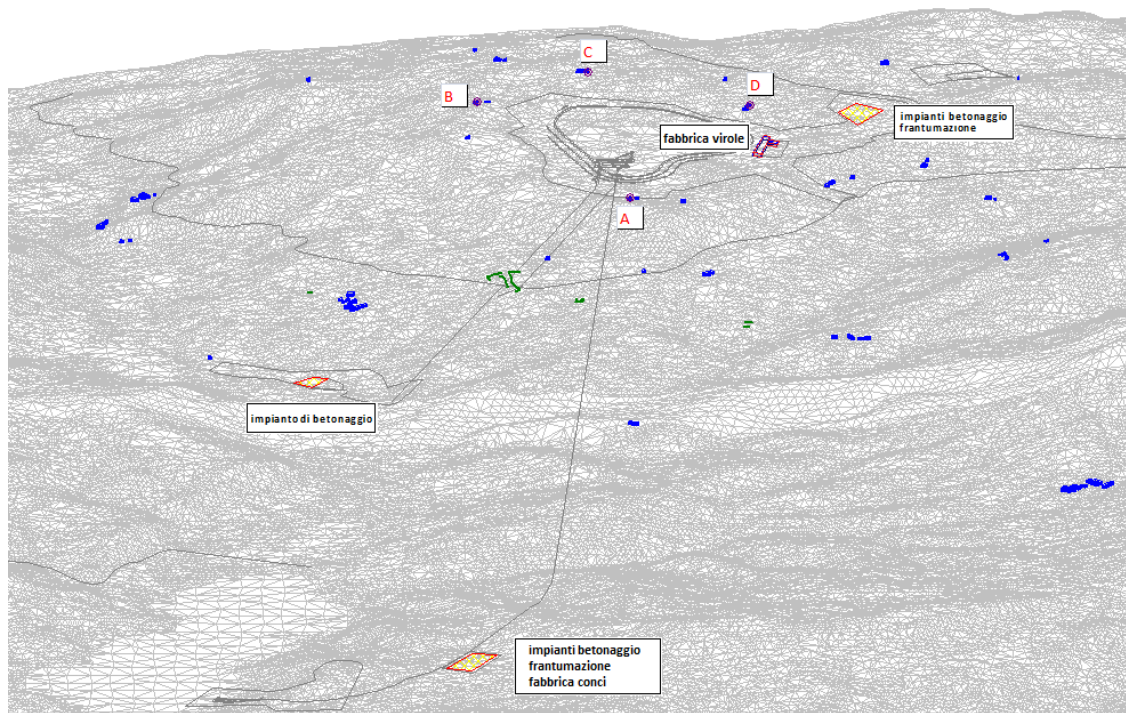 C
B
D
impianti betonaggio
frantumazione
fabbrica virole
A
impianto di betonaggio
impianti betonaggio
frantumazione
fabbrica conci